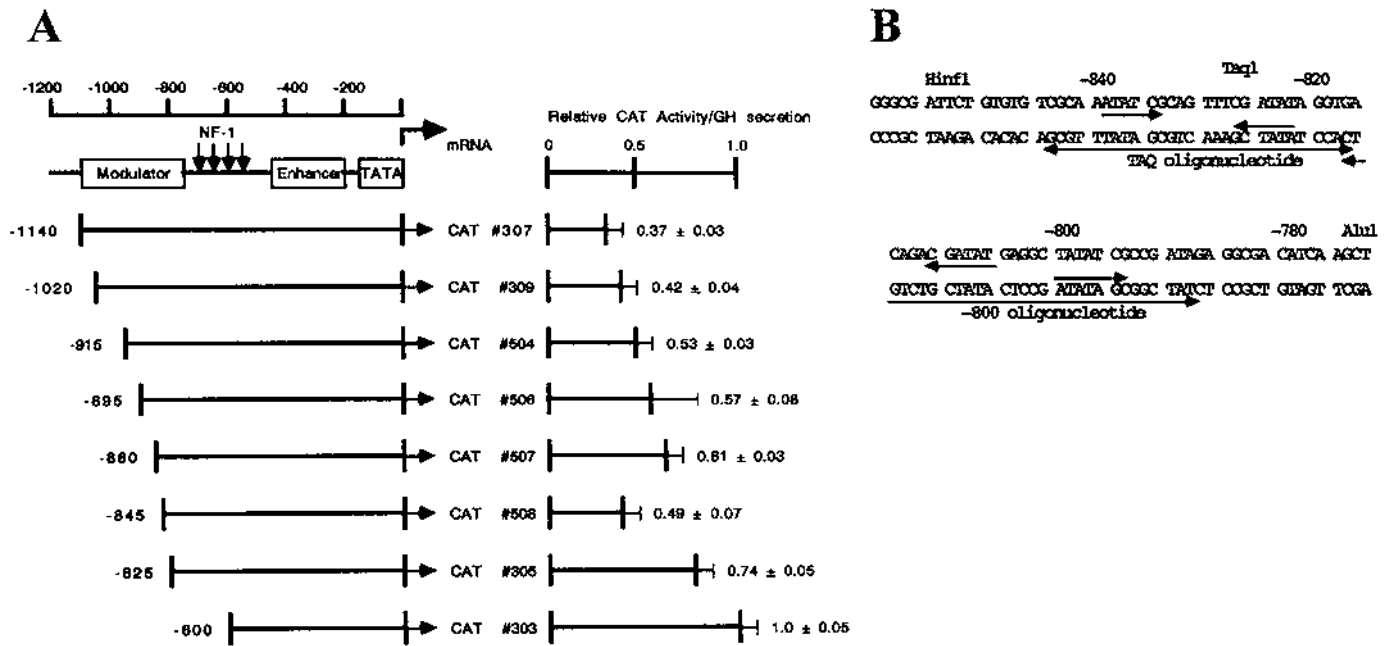 A
-1200 -1000 -800 -600 -400 -200
NF-1
mRNA
Modulator Enhancer TATA
Relative CAT Activity/GH secretion
0 0.5 1.0
-1140 CAT #307 0.37 ± 0.03
-1020 CAT #309 0.42 ± 0.04
-915 CAT #504 0.53 ± 0.03
-895 CAT #506 0.57 ± 0.08
-860 CAT #507 0.61 ± 0.03
-845 CAT #508 0.49 ± 0.07
-825 CAT #305 0.74 ± 0.05
-600 CAT #303 1.0 ± 0.05
B
Hinf1 -840 Taq1 -820
GGGCG ATTCT GTGTG TCGCA AATAT CGCAG TTTCG ATATA GGTGA
CCCGC TAAGA CACAC AGCGT TTATA GCGTC AAAGC TATAT CCACT
TAQ oligonucleotide
-800 -780 Alu1
CAGAC GATAT GAGGC TATAT CGCCG ATAGA GGCGA CATCA AGCT
GTCTG CTATA CTCCG ATATA GCGGC TATCT CCGCT GTAGT TCGA
-800 oligonucleotide